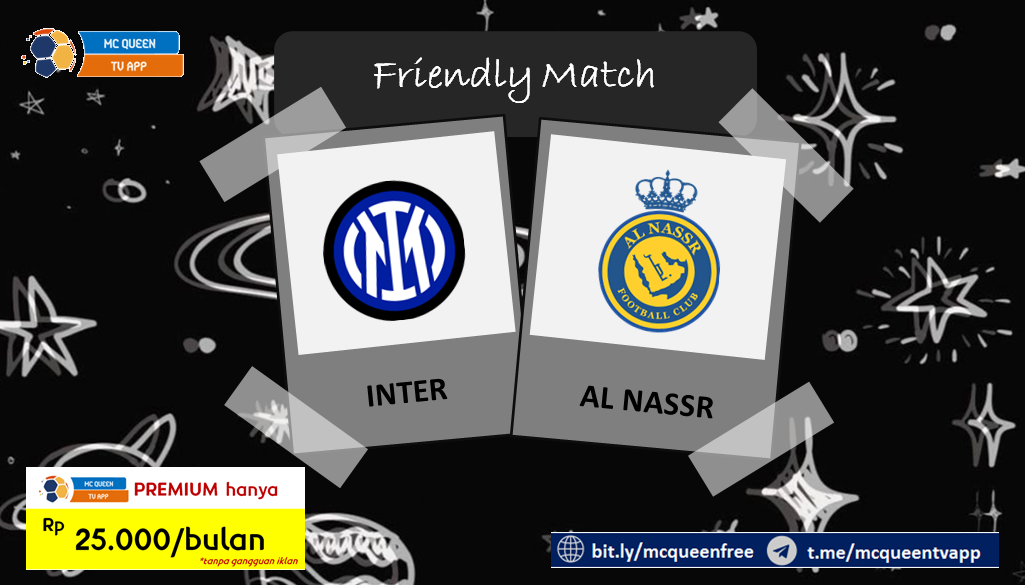 MC QUEEN
TV APP
Friendly Match
AL NASSR
FOOTBALL CLUB
INTER
AL NASSR
MC QUEEN
TV APP
PREMIUM hanya
Rp 25.000/bulan
*tanpa gangguan iklan
bit.ly/mcqueenfree
t.me/mcqueentvapp